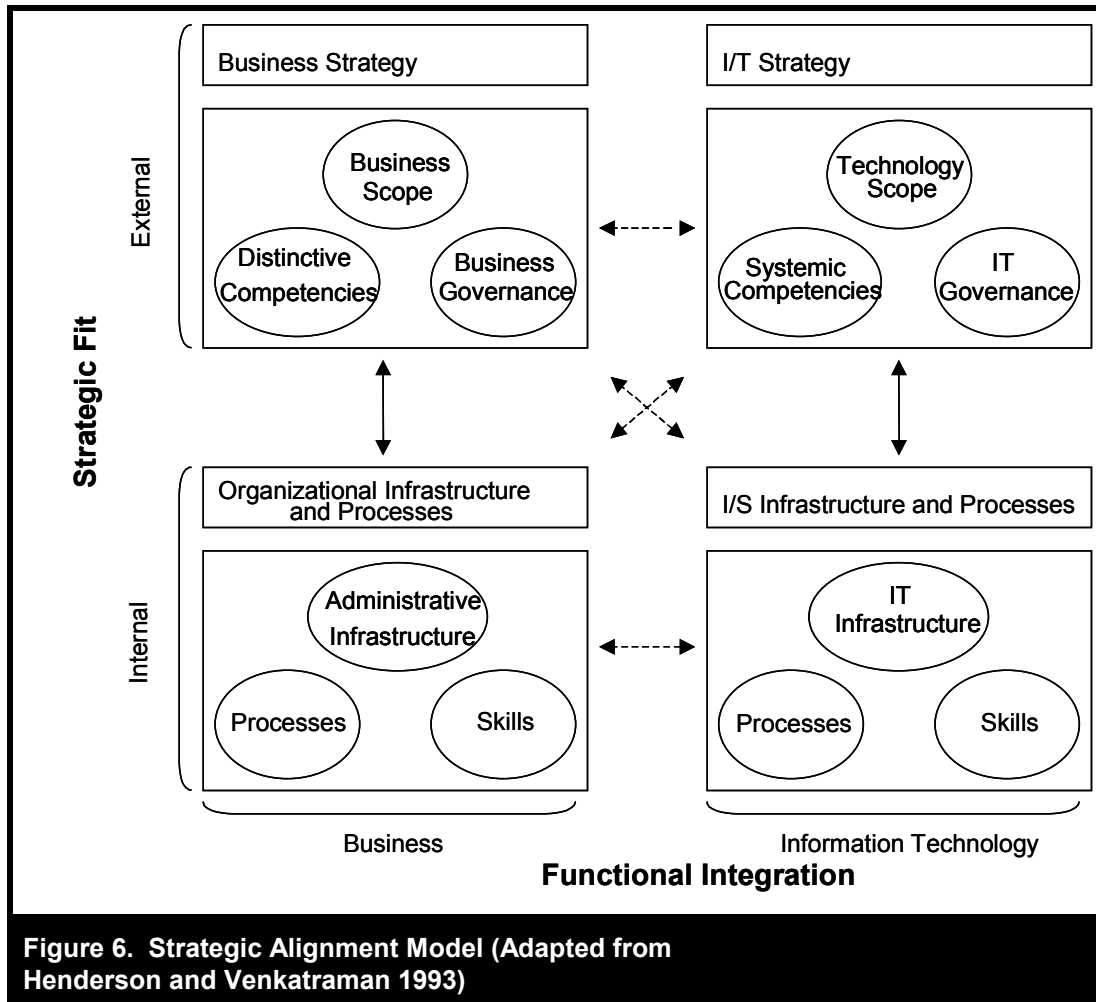 Business Strategy
I/T Strategy
External
Business
Scope
Technology
Scope
Distinctive
Competencies
Business
Governance
Systemic
Competencies
IT
Governance
Strategic Fit
Organizational Infrastructure
and Processes
I/S Infrastructure and Processes
Internal
Administrative
Infrastructure
IT
Infrastructure
Processes
Skills
Processes
Skills
Business
Information Technology
Functional Integration
Figure 6. Strategic Alignment Model (Adapted from
Henderson and Venkatraman 1993)